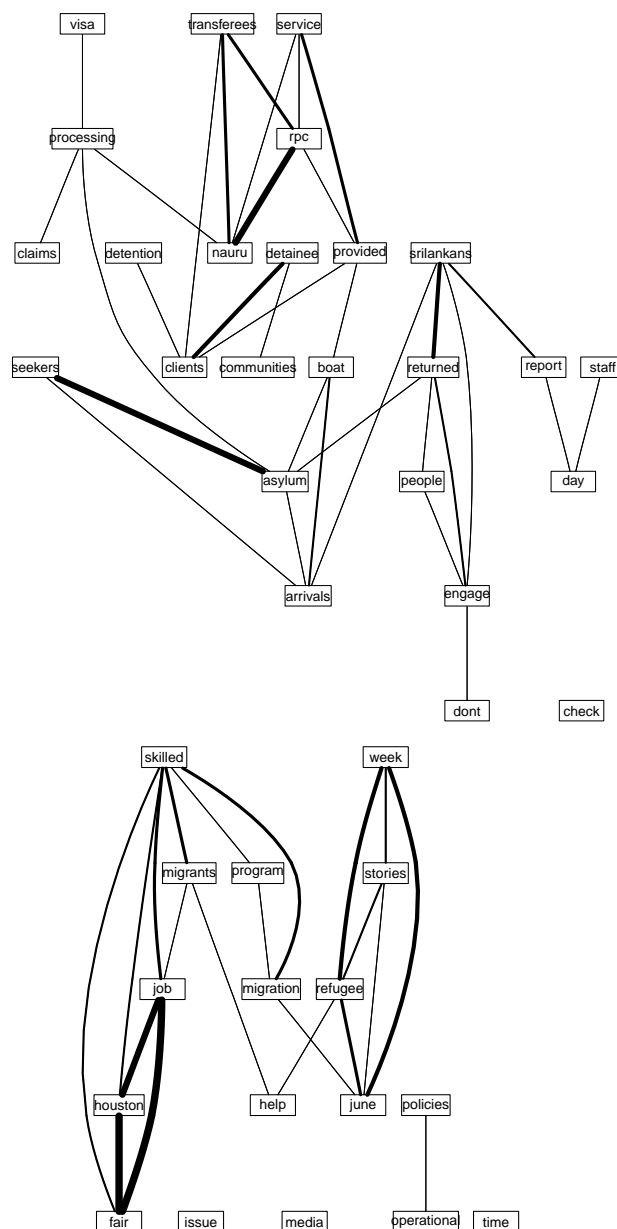 visa
transferees
service
processing
rpc
claims
detention
nauru
detainee
provided
srilankans
seekers
clients
communities
boat
returned
report
staff
asylum
people
day
arrivals
engage
dont
check
skilled
week
migrants
program
stories
job
migration
refugee
houston
help
june
policies
fair
issue
media
operational
time